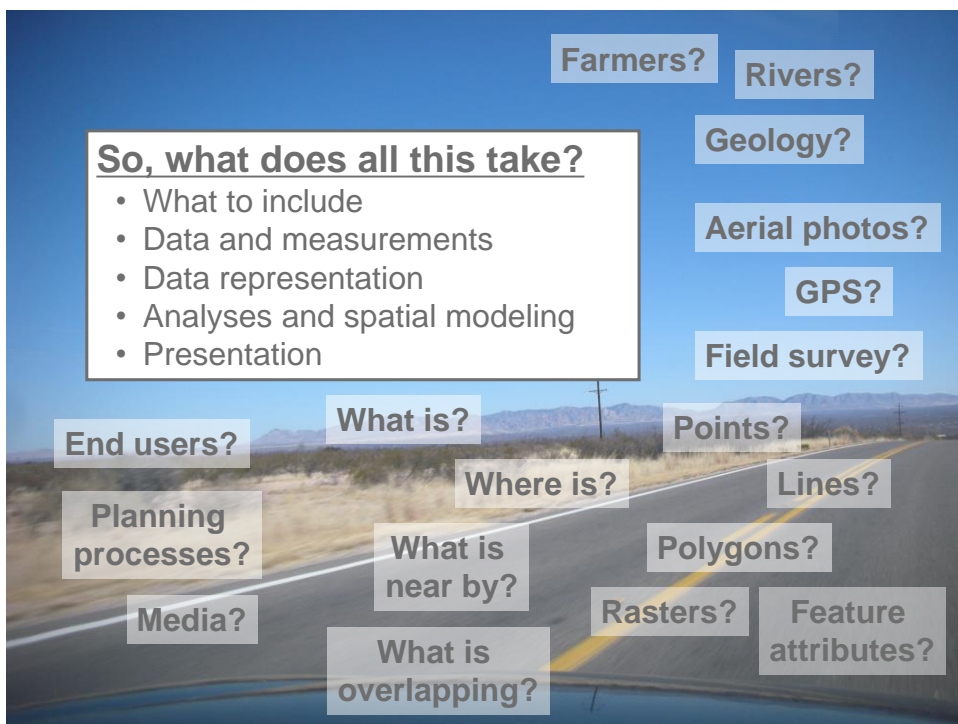 Farmers?
Rivers?
Geology?
So, what does all this take?
• What to include
• Data and measurements
• Data representation
• Analyses and spatial modeling
• Presentation
Aerial photos?
GPS?
Field survey?
What is?
Points?
End users?
Where is?
Lines?
Planning
processes?
What is
near by?
Polygons?
Media?
Rasters?
Feature
attributes?
What is
overlapping?